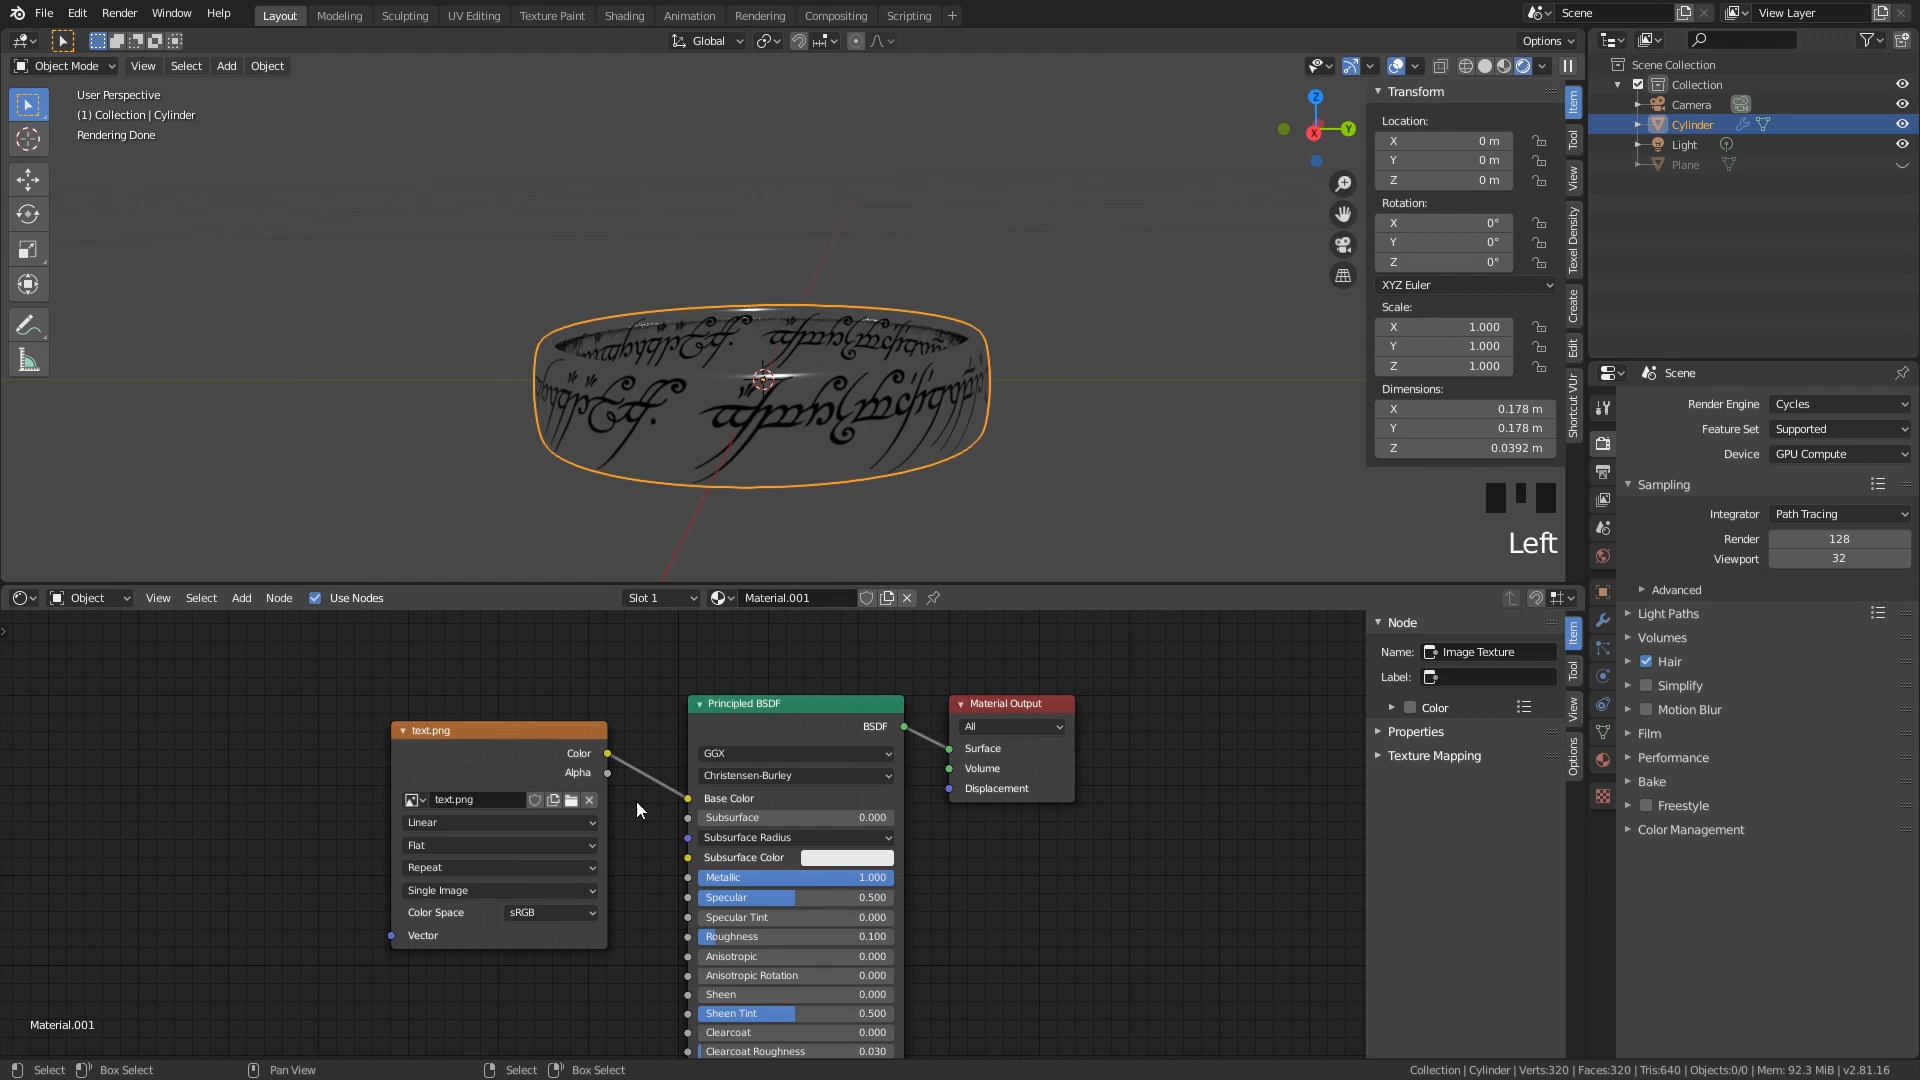 File Edit Render Window Help Layout Modeling Sculpting UV Editing Texture Paint Shading Animation Rendering Compositing Scripting + Scene View Layer
Global Options
Object Mode View Select Add Object
User Perspective
(1) Collection | Cylinder
Rendering Done
Z
Y
X
Transform
Location:
X 0 m
Y 0 m
Z 0 m
Rotation:
X 0°
Y 0°
Z 0°
XYZ Euler
Scale:
X 1.000
Y 1.000
Z 1.000
Dimensions:
X 0.178 m
Y 0.178 m
Z 0.0392 m
Item
Tool
View
Texel Density
Create
Edit
Shortcut VUr
Left
Scene Collection
Collection
Camera
Cylinder
Light
Plane
Scene
Render Engine Cycles
Feature Set Supported
Device GPU Compute
Sampling
Integrator Path Tracing
Render 128
Viewport 32
Advanced
Light Paths
Volumes
Hair
Simplify
Motion Blur
Film
Performance
Bake
Freestyle
Color Management
Object View Select Add Node Use Nodes Slot 1 Material.001
text.png
Color
Alpha
text.png
Linear
Flat
Repeat
Single Image
Color Space sRGB
Vector
Principled BSDF
BSDF
GGX
Christensen-Burley
Base Color
Subsurface 0.000
Subsurface Radius
Subsurface Color
Metallic 1.000
Specular 0.500
Specular Tint 0.000
Roughness 0.100
Anisotropic 0.000
Anisotropic Rotation 0.000
Sheen 0.000
Sheen Tint 0.500
Clearcoat 0.000
Clearcoat Roughness 0.030
Material Output
All
Surface
Volume
Displacement
Node
Name: Image Texture
Label:
Color
Properties
Texture Mapping
Item
Tool
View
Options
Material.001
Select Box Select Pan View Select Box Select Collection | Cylinder | Verts:320 | Faces:320 | Tris:640 | Objects:0/0 | Mem: 92.3 MiB | v2.81.16